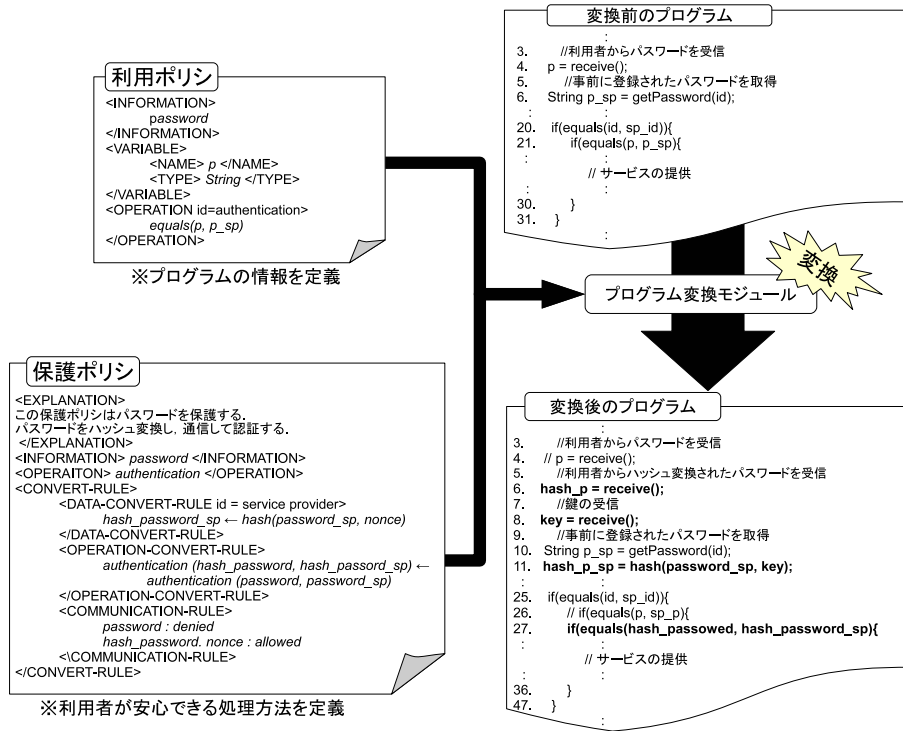 利用ポリシ
<INFORMATION>
password
</INFORMATION>
<VARIABLE>
<NAME> p </NAME>
<TYPE> String </TYPE>
</VARIABLE>
<OPERATION id=authentication>
equals(p, p_sp)
</OPERATION>
※プログラムの情報を定義
保護ポリシ
<EXPLANATION>
この保護ポリシはパスワードを保護する.
パスワードをハッシュ変換し, 通信して認証する.
</EXPLANATION>
<INFORMATION> password </INFORMATION>
<OPERAITON> authentication </OPERATION>
<CONVERT-RULE>
<DATA-CONVERT-RULE id = service provider>
hash_password_sp ← hash(password_sp, nonce)
</DATA-CONVERT-RULE>
<OPERATION-CONVERT-RULE>
authentication (hash_password, hash_passord_sp) ←
authentication (password, password_sp)
</OPERATION-CONVERT-RULE>
<COMMUNICATION-RULE>
password : denied
hash_password. nonce : allowed
<\COMMUNICATION-RULE>
</CONVERT-RULE>
※利用者が安心できる処理方法を定義
変換前のプログラム
:
3. //利用者からパスワードを受信
4. p = receive();
5. //事前に登録されたパスワードを取得
6. String p_sp = getPassword(id);
: :
20. if(equals(id, sp_id)){
21. if(equals(p, p_sp){
: :
// サービスの提供
: :
30. }
31. }
:
変換
プログラム変換モジュール
変換後のプログラム
:
3. //利用者からパスワードを受信
4. // p = receive();
5. //利用者からハッシュ変換されたパスワードを受信
6. hash_p = receive();
7. //鍵の受信
8. key = receive();
9. //事前に登録されたパスワードを取得
10. String p_sp = getPassword(id);
11. hash_p_sp = hash(password_sp, key);
: :
25. if(equals(id, sp_id)){
26. // if(equals(p, sp_p){
27. if(equals(hash_passowed, hash_password_sp){
: :
// サービスの提供
: :
36. }
47. }
: